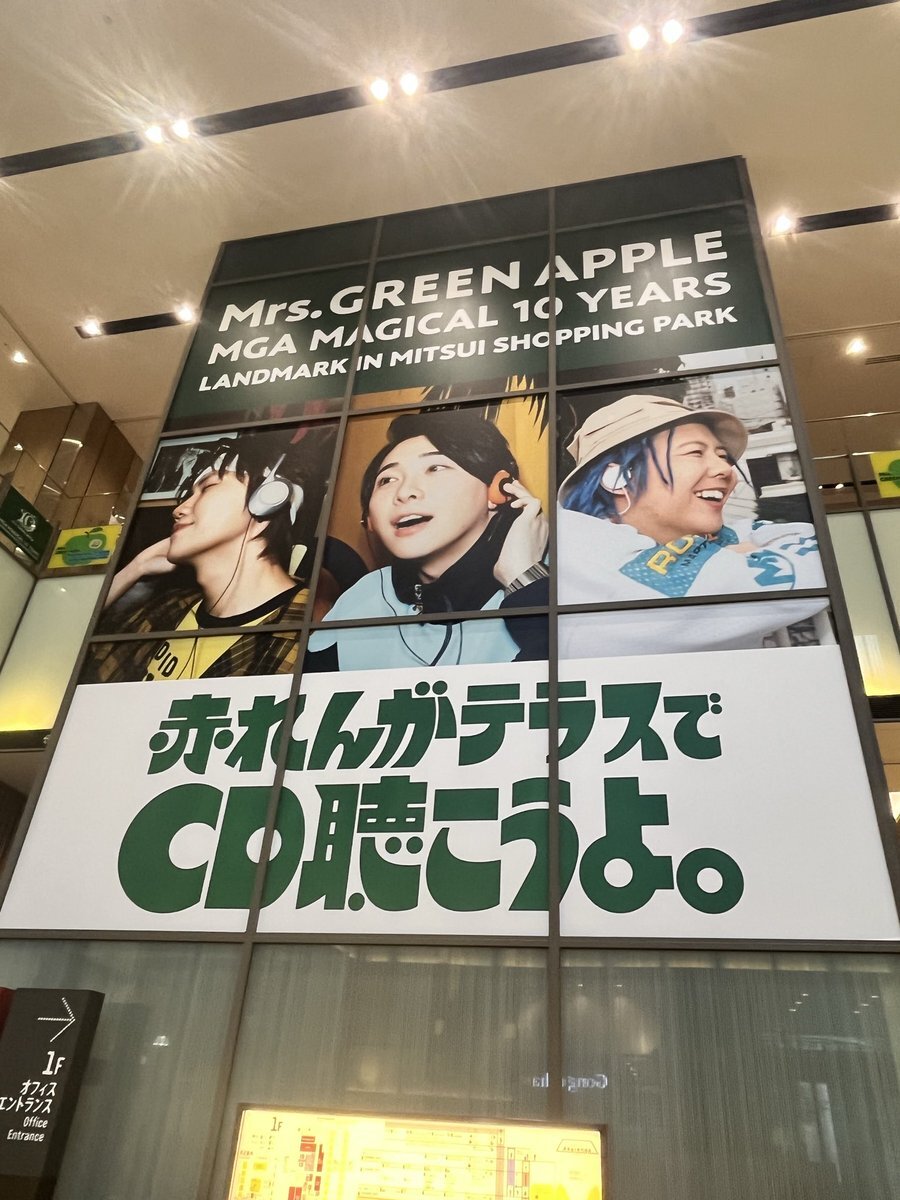 Mrs. GREEN APPLE
MGA MAGICAL 10 YEARS
LANDMARK IN MITSUI SHOPPING PARK
赤れんがテラスで
CD聴こうよ。
1F
オフィス
エントランス
Office
Entrance
1F